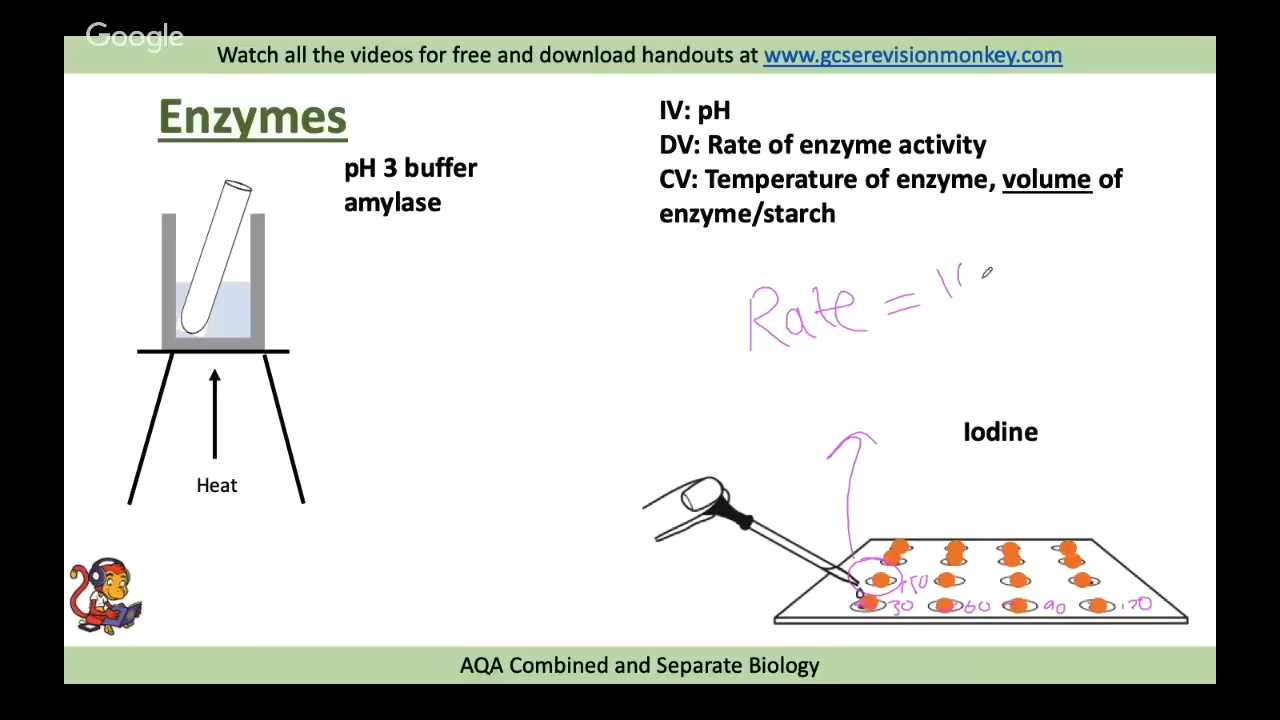 Google
Watch all the videos for free and download handouts at www.gcserevisionmonkey.com
Enzymes
pH 3 buffer
amylase
IV: pH
DV: Rate of enzyme activity
CV: Temperature of enzyme, volume of
enzyme/starch
Rate =
Iodine
Heat
150
30 60 90 120
AQA Combined and Separate Biology